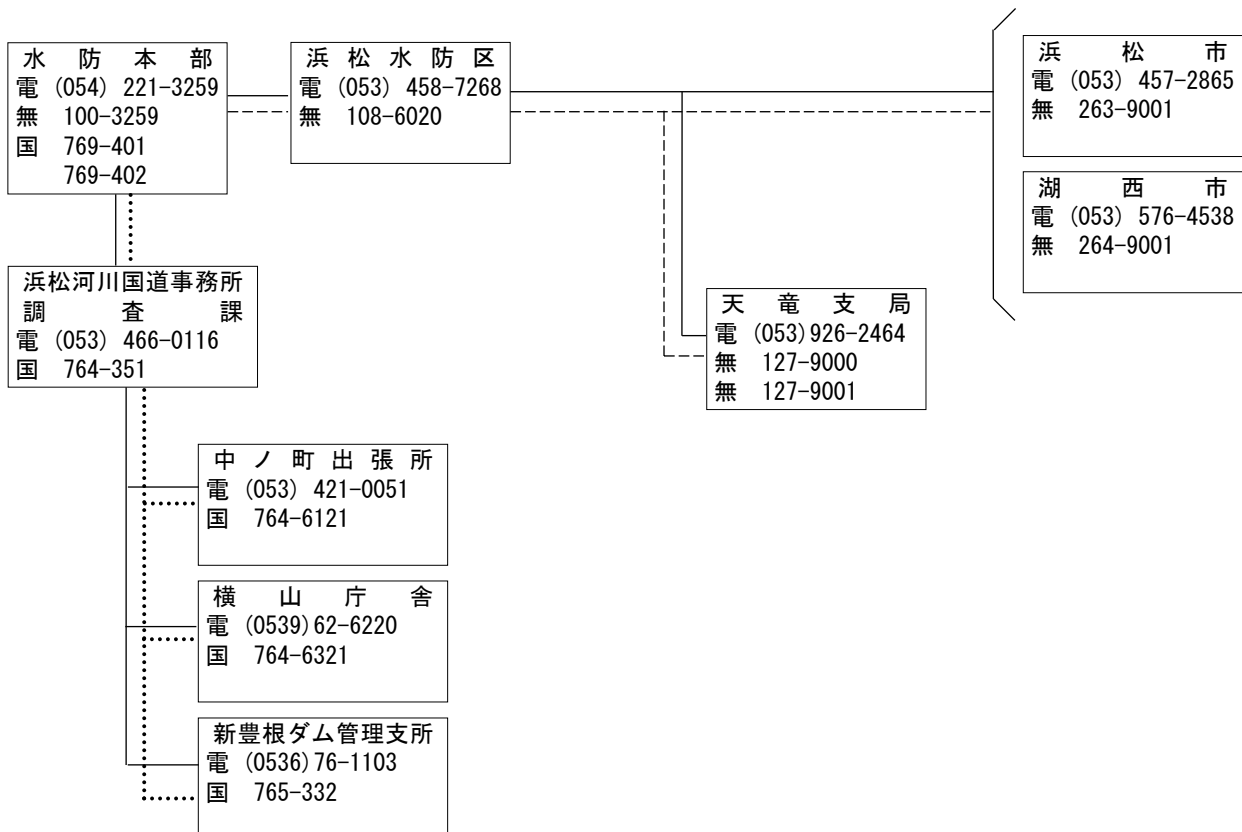 水防本部
電 (054) 221-3259
無 100-3259
国 769-401
769-402
浜松水防区
電 (053) 458-7268
無 108-6020
浜松市
電 (053) 457-2865
無 263-9001
湖西市
電 (053) 576-4538
無 264-9001
浜松河川国道事務所
調査課
電 (053) 466-0116
国 764-351
天竜支局
電 (053)926-2464
無 127-9000
無 127-9001
中ノ町出張所
電 (053) 421-0051
国 764-6121
横山庁舎
電 (0539)62-6220
国 764-6321
新豊根ダム管理支所
電 (0536)76-1103
国 765-332